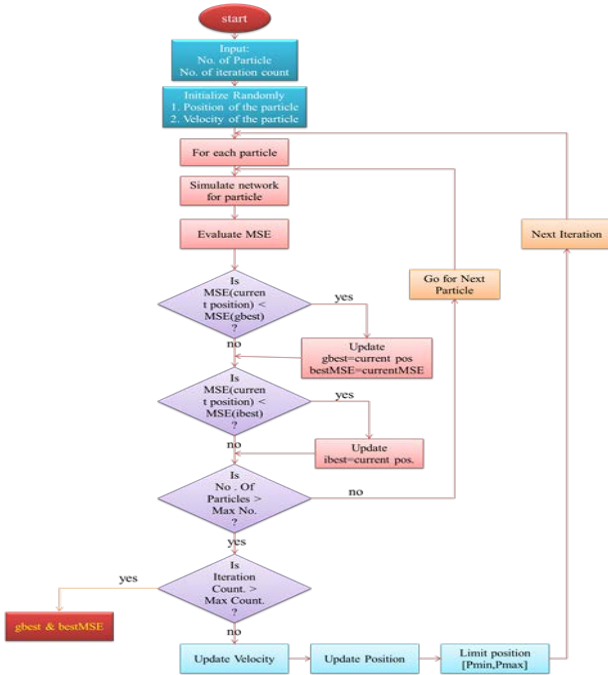 start
Input:
No. of Particle
No. of iteration count
Initialize Randomly
1. Position of the particle
2. Velocity of the particle
For each particle
Simulate network
for particle
Evaluate MSE
Next Iteration
Go for Next
Particle
Is
MSE(curren
t position) <
MSE(gbest)
?
yes
no
Update
gbest=current pos
bestMSE=currentMSE
Is
MSE(curren
t position) <
MSE(ibest)
?
yes
no
Update
ibest=current pos.
Is
No . Of
Particles >
Max No.
?
no
yes
Is
Iteration
Count. >
Max Count.
?
yes
no
gbest & bestMSE
Update Velocity
Update Position
Limit position
[Pmin,Pmax]